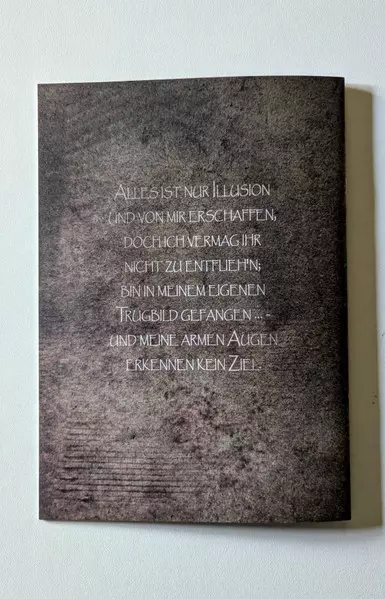 Alles ist nur Illusion
und von mir erschaffen,
doch ich vermag ihr
nicht zu entflieh'n;
bin in meinem eigenen
Trugbild gefangen ... -
und meine armen Augen
erkennen kein Ziel.